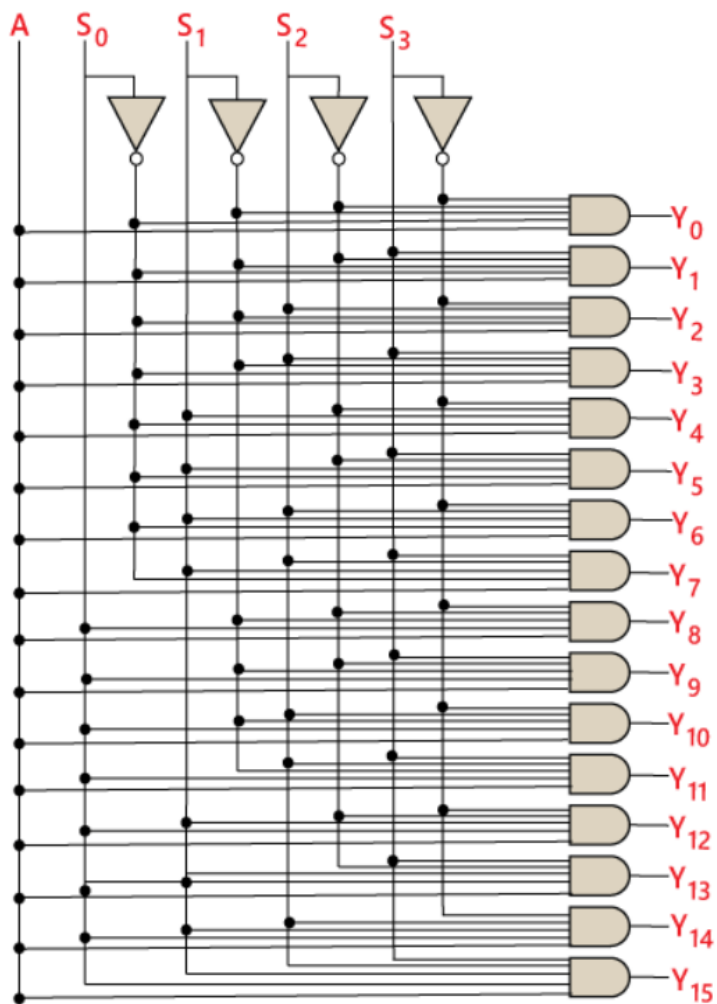 A S₀ S₁ S₂ S₃
Y₀
Y₁
Y₂
Y₃
Y₄
Y₅
Y₆
Y₇
Y₈
Y₉
Y₁₀
Y₁₁
Y₁₂
Y₁₃
Y₁₄
Y₁₅